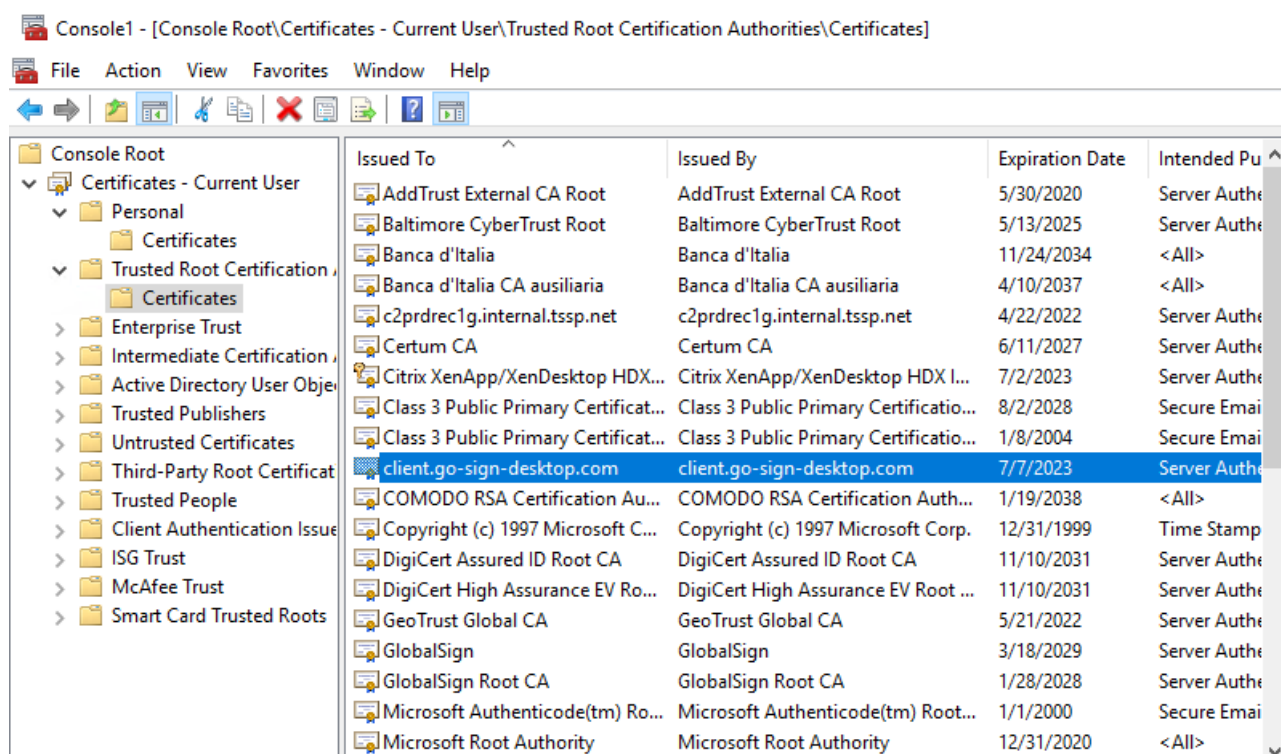 Console1 - [Console Root\Certificates - Current User\Trusted Root Certification Authorities\Certificates]
File Action View Favorites Window Help
Console Root
Certificates - Current User
Personal
Certificates
Trusted Root Certification
Certificates
Enterprise Trust
Intermediate Certification
Active Directory User Obje
Trusted Publishers
Untrusted Certificates
Third-Party Root Certificat
Trusted People
Client Authentication Issue
ISG Trust
McAfee Trust
Smart Card Trusted Roots
Issued To Issued By Expiration Date Intended Pu
AddTrust External CA Root AddTrust External CA Root 5/30/2020 Server Authe
Baltimore CyberTrust Root Baltimore CyberTrust Root 5/13/2025 Server Authe
Banca d'Italia Banca d'Italia 11/24/2034 <All>
Banca d'Italia CA ausiliaria Banca d'Italia CA ausiliaria 4/10/2037 <All>
c2prdrec1g.internal.tssp.net c2prdrec1g.internal.tssp.net 4/22/2022 Server Authe
Certum CA Certum CA 6/11/2027 Server Authe
Citrix XenApp/XenDesktop HDX... Citrix XenApp/XenDesktop HDX I... 7/2/2023 Server Authe
Class 3 Public Primary Certificat... Class 3 Public Primary Certificatio... 8/2/2028 Secure Emai
Class 3 Public Primary Certificat... Class 3 Public Primary Certificatio... 1/8/2004 Secure Emai
client.go-sign-desktop.com client.go-sign-desktop.com 7/7/2023 Server Authe
COMODO RSA Certification Au... COMODO RSA Certification Auth... 1/19/2038 <All>
Copyright (c) 1997 Microsoft C... Copyright (c) 1997 Microsoft Corp. 12/31/1999 Time Stamp
DigiCert Assured ID Root CA DigiCert Assured ID Root CA 11/10/2031 Server Authe
DigiCert High Assurance EV Ro... DigiCert High Assurance EV Root ... 11/10/2031 Server Authe
GeoTrust Global CA GeoTrust Global CA 5/21/2022 Server Authe
GlobalSign GlobalSign 3/18/2029 Server Authe
GlobalSign Root CA GlobalSign Root CA 1/28/2028 Server Authe
Microsoft Authenticode(tm) Ro... Microsoft Authenticode(tm) Root... 1/1/2000 Secure Emai
Microsoft Root Authority Microsoft Root Authority 12/31/2020 <All>